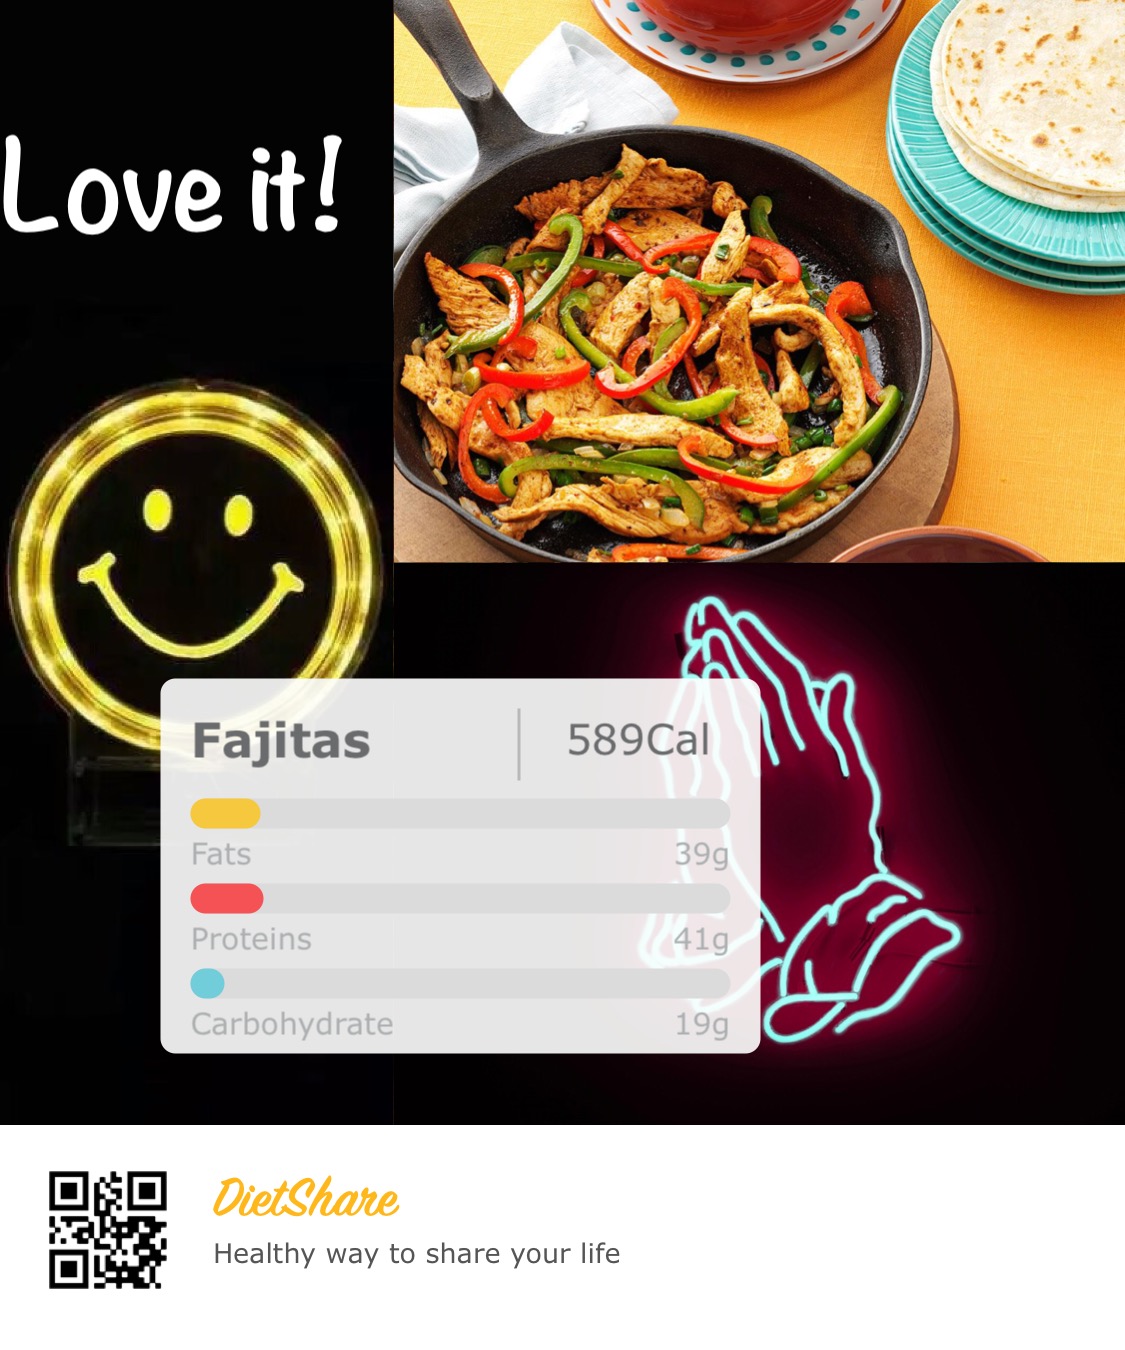 Love it!
Fajitas
589Cal
Fats
39g
Proteins
41g
Carbohydrate
19g
DietShare
Healthy way to share your life